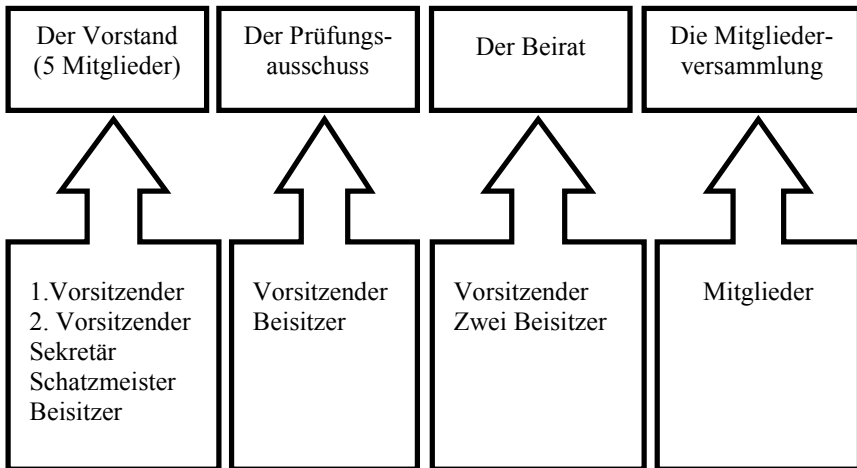 Der Vorstand
(5 Mitglieder)
Der Prüfungs-
ausschuss
Der Beirat
Die Mitglieder-
versammlung
1.Vorsitzender
2. Vorsitzender
Sekretär
Schatzmeister
Beisitzer
Vorsitzender
Beisitzer
Vorsitzender
Zwei Beisitzer
Mitglieder